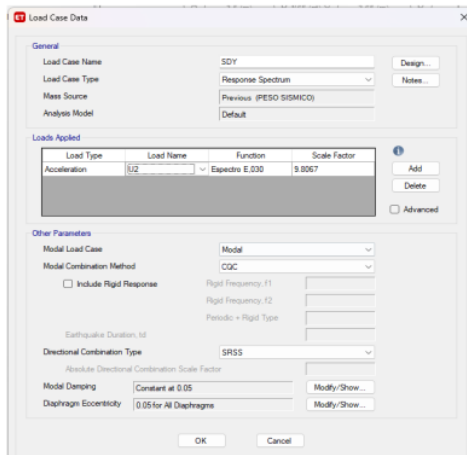 ET Load Case Data
General
Load Case Name SDY Design...
Load Case Type Response Spectrum Notes...
Mass Source Previous (PESO SISMICO)
Analysis Model Default
Loads Applied
Load Type Load Name Function Scale Factor
Acceleration U2 Espectro E,030 9.8067
Add
Delete
Advanced
Other Parameters
Modal Load Case Modal
Modal Combination Method CQC
Include Rigid Response Rigid Frequency, f1
Rigid Frequency, f2
Periodic + Rigid Type
Earthquake Duration, td
Directional Combination Type SRSS
Absolute Directional Combination Scale Factor
Modal Damping Constant at 0.05 Modify/Show...
Diaphragm Eccentricity 0.05 for All Diaphragms Modify/Show...
OK Cancel